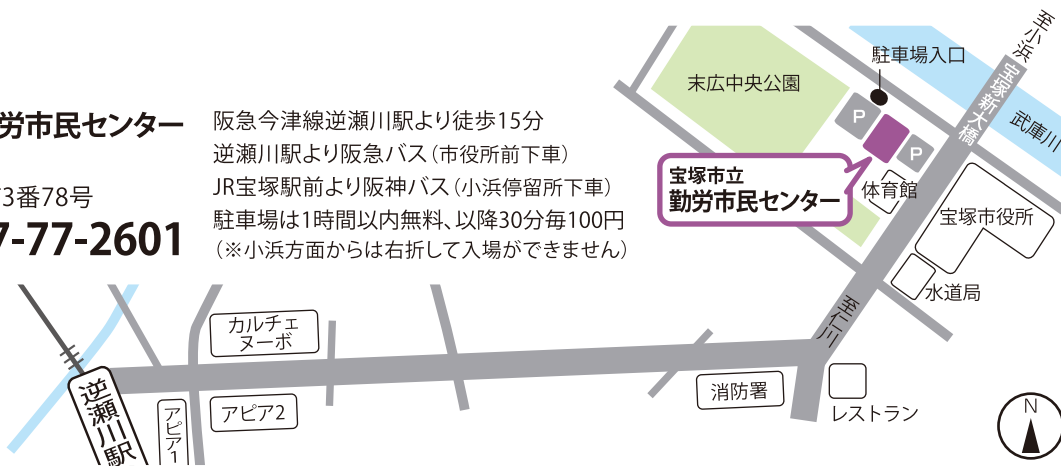 労市民センター
3番78号
7-77-2601
阪急今津線逆瀬川駅より徒歩15分
逆瀬川駅より阪急バス（市役所前下車）
JR宝塚駅前より阪神バス（小浜停留所下車）
駐車場は1時間以内無料、以降30分毎100円
（※小浜方面からは右折して入場ができません）
至小浜
駐車場入口
末広中央公園
宝塚新大橋
武庫川
P
P
宝塚市立
勤労市民センター
体育館
宝塚市役所
水道局
至仁川
カルチェ
ヌーボ
アピア2
アピア1
逆瀬川駅
消防署
レストラン
N